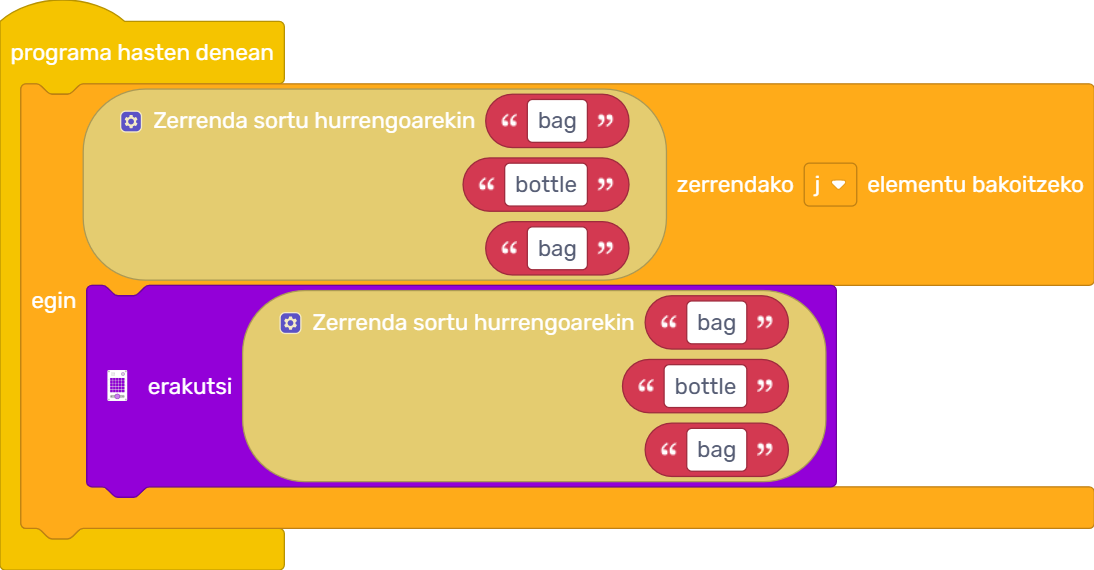 programa hasten denean
Zerrenda sortu hurrengoarekin “ bag ”
“ bottle ” zerrendako j elementu bakoitzeko
“ bag ”
egin
Zerrenda sortu hurrengoarekin “ bag ”
erakutsi “ bottle ”
“ bag ”